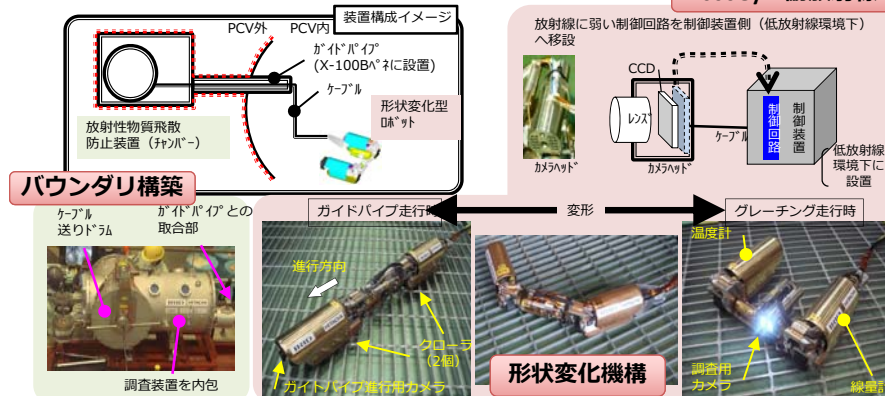 装置構成イメージ
PCV外
PCV内
ｶﾞｲﾄﾞﾊﾟｲﾌﾟ
(X-100Bﾍﾟﾈに設置)
ｹｰﾌﾞﾙ
形状変化型
ﾛﾎﾞｯﾄ
放射性物質飛散
防止装置（ﾁｬﾝﾊﾞｰ）
放射線に弱い制御回路を制御装置側（低放射線環境下）
へ移設
CCD
ﾚﾝｽﾞ
ｶﾒﾗﾍｯﾄﾞ
ｶﾒﾗﾍｯﾄﾞ
ｹｰﾌﾞﾙ
制御回路
制御装置
低放射線
環境下に
設置
バウンダリ構築
ｹｰﾌﾞﾙ
送りﾄﾞﾗﾑ
ｶﾞｲﾄﾞﾊﾟｲﾌﾟとの
取合部
調査装置を内包
ガイドパイプ走行時
変形
グレーチング走行時
進行方向
クローラ
(2個)
ガイトパイプ進行用カメラ
形状変化機構
温度計
調査用
カメラ
線量計